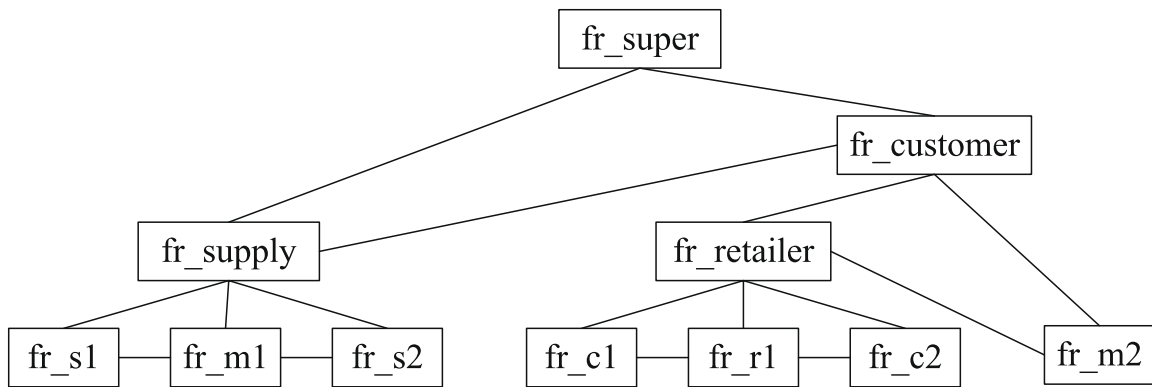 fr_super
fr_customer
fr_supply
fr_retailer
fr_s1
fr_m1
fr_s2
fr_c1
fr_r1
fr_c2
fr_m2